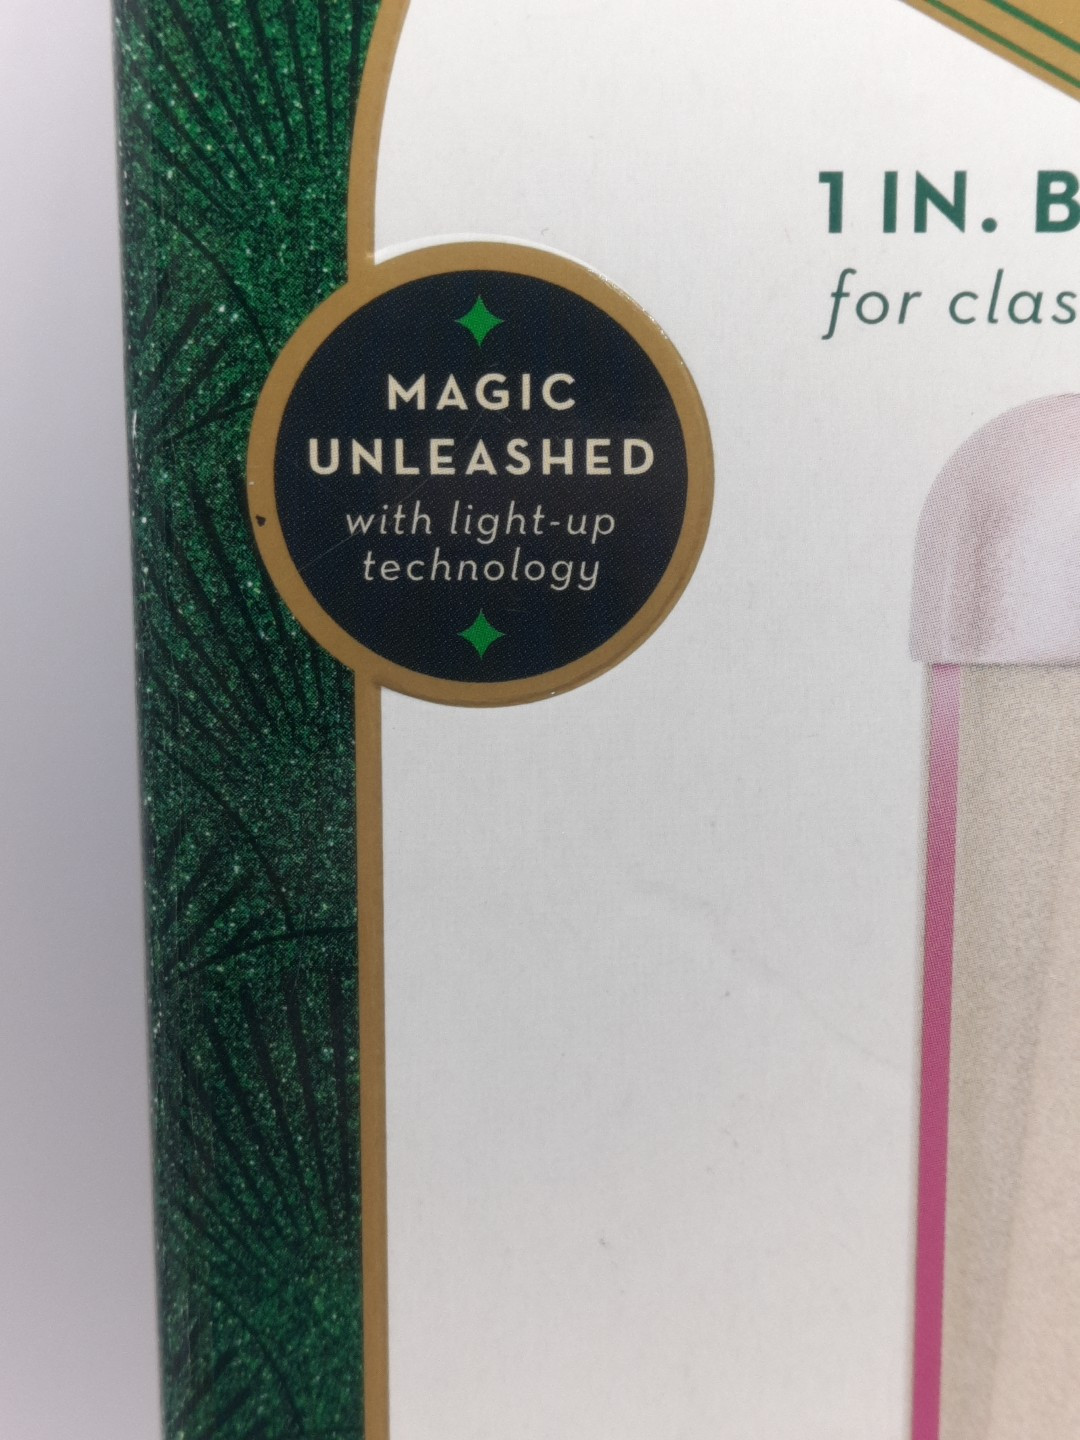 1 IN. B
for clas
MAGIC
UNLEASHED
with light-up
technology